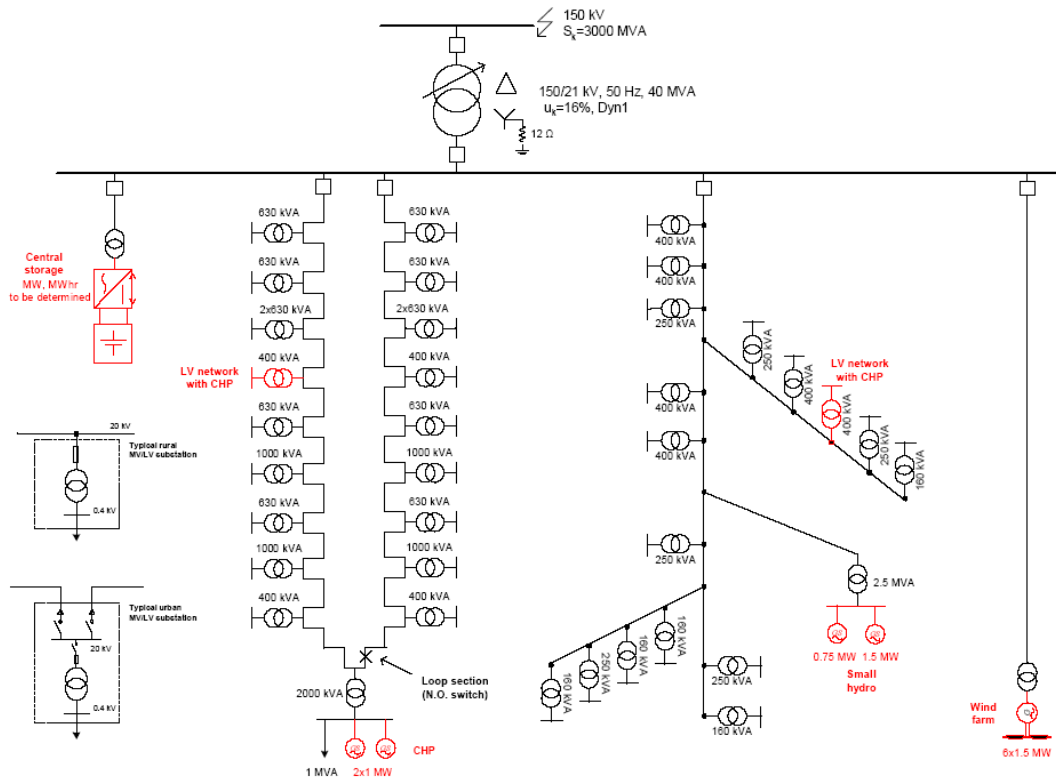 150 kV
Sk=3000 MVA
150/21 kV, 50 Hz, 40 MVA
uk=16%, Dyn1
12 Ω
Central
storage
MW, MWhr
to be determined
630 kVA
630 kVA
2x630 kVA
400 kVA
LV network
with CHP
630 kVA
1000 kVA
630 kVA
1000 kVA
400 kVA
630 kVA
630 kVA
2x630 kVA
400 kVA
630 kVA
1000 kVA
630 kVA
1000 kVA
400 kVA
Loop section
(N.O. switch)
2000 kVA
1 MVA
2x1 MW
CHP
400 kVA
400 kVA
250 kVA
400 kVA
400 kVA
250 kVA
250 kVA
160 kVA
250 kVA
400 kVA
LV network
with CHP
400 kVA
250 kVA
160 kVA
160 kVA
250 kVA
160 kVA
160 kVA
2.5 MVA
0.75 MW
1.5 MW
Small
hydro
Wind
farm
6x1.5 MW
20 kV
Typical rural
MV/LV substation
0.4 kV
Typical urban
MV/LV substation
20 kV
0.4 kV